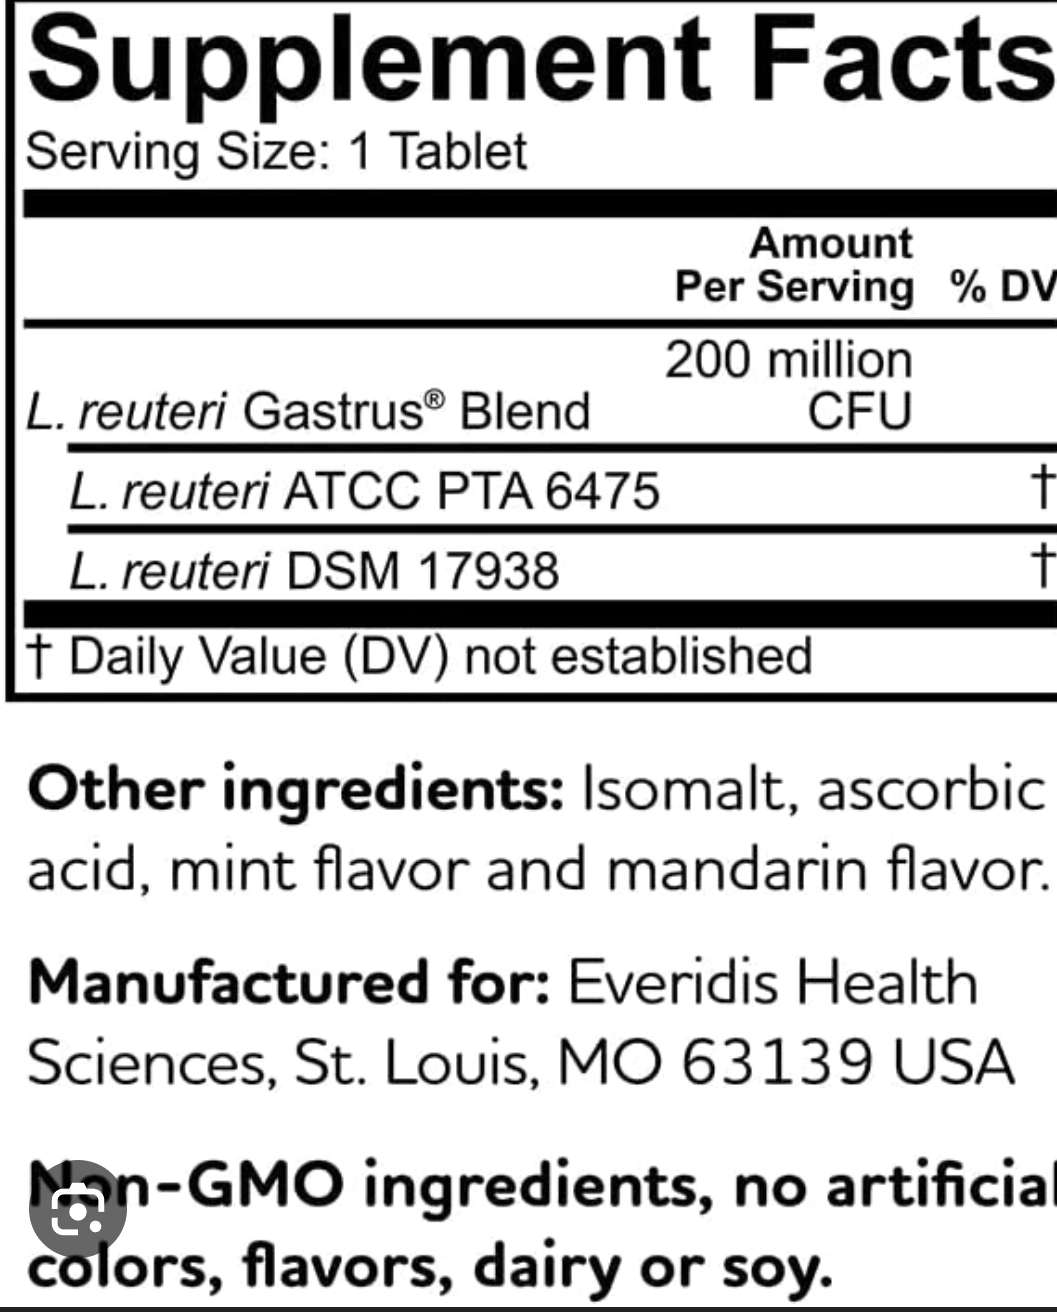 Supplement Facts
Serving Size: 1 Tablet
Amount
Per Serving % DV
200 million
L. reuteri Gastrus® Blend CFU
L. reuteri ATCC PTA 6475 †
L. reuteri DSM 17938 †
† Daily Value (DV) not established
Other ingredients: Isomalt, ascorbic
acid, mint flavor and mandarin flavor.
Manufactured for: Everidis Health
Sciences, St. Louis, MO 63139 USA
Non-GMO ingredients, no artificial
colors, flavors, dairy or soy.